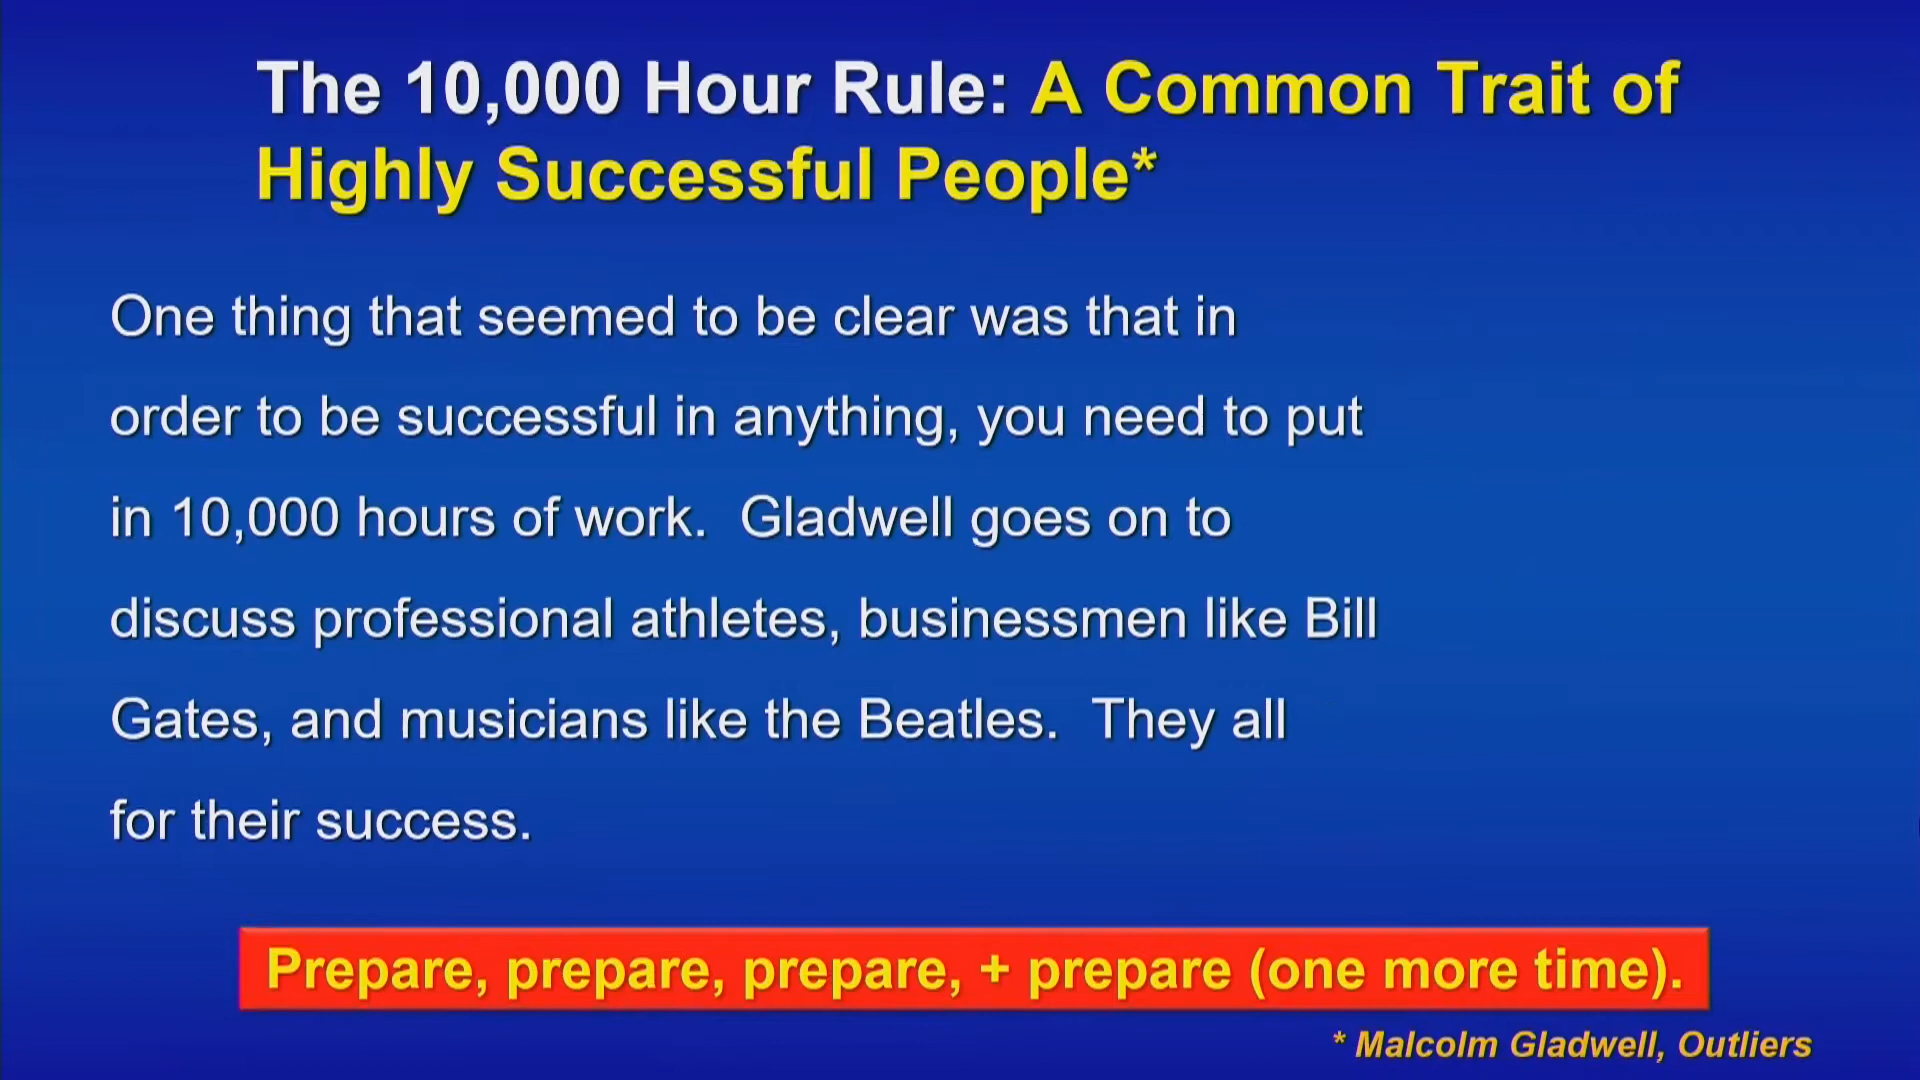 The 10,000 Hour Rule: A Common Trait of
Highly Successful People*
One thing that seemed to be clear was that in
order to be successful in anything, you need to put
in 10,000 hours of work.  Gladwell goes on to
discuss professional athletes, businessmen like Bill
Gates, and musicians like the Beatles.  They all
for their success.
Prepare, prepare, prepare, + prepare (one more time).
* Malcolm Gladwell, Outliers